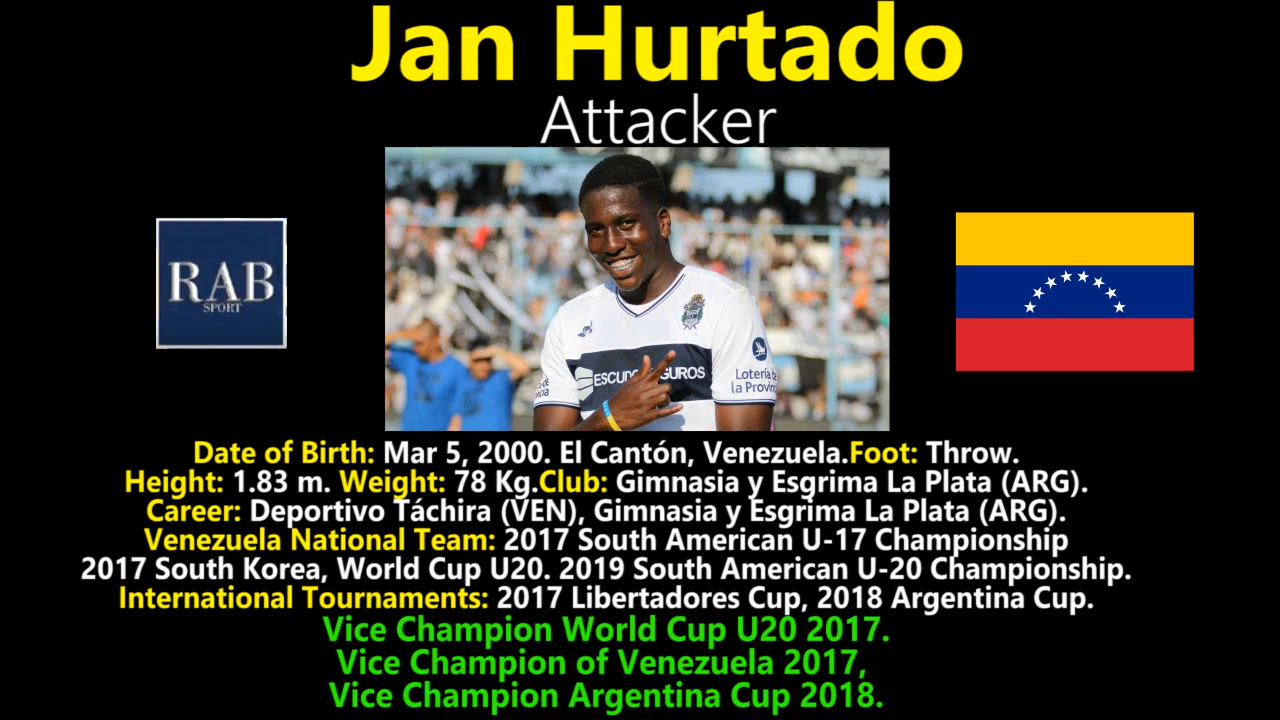 Jan Hurtado
Attacker
RAB
SPORT
ESCUDO SEGUROS
Lotería de
la Provin
Date of Birth: Mar 5, 2000. El Cantón, Venezuela.Foot: Throw.
Height: 1.83 m. Weight: 78 Kg.Club: Gimnasia y Esgrima La Plata (ARG).
Career: Deportivo Táchira (VEN), Gimnasia y Esgrima La Plata (ARG).
Venezuela National Team: 2017 South American U-17 Championship
2017 South Korea, World Cup U20. 2019 South American U-20 Championship.
International Tournaments: 2017 Libertadores Cup, 2018 Argentina Cup.
Vice Champion World Cup U20 2017.
Vice Champion of Venezuela 2017,
Vice Champion Argentina Cup 2018.